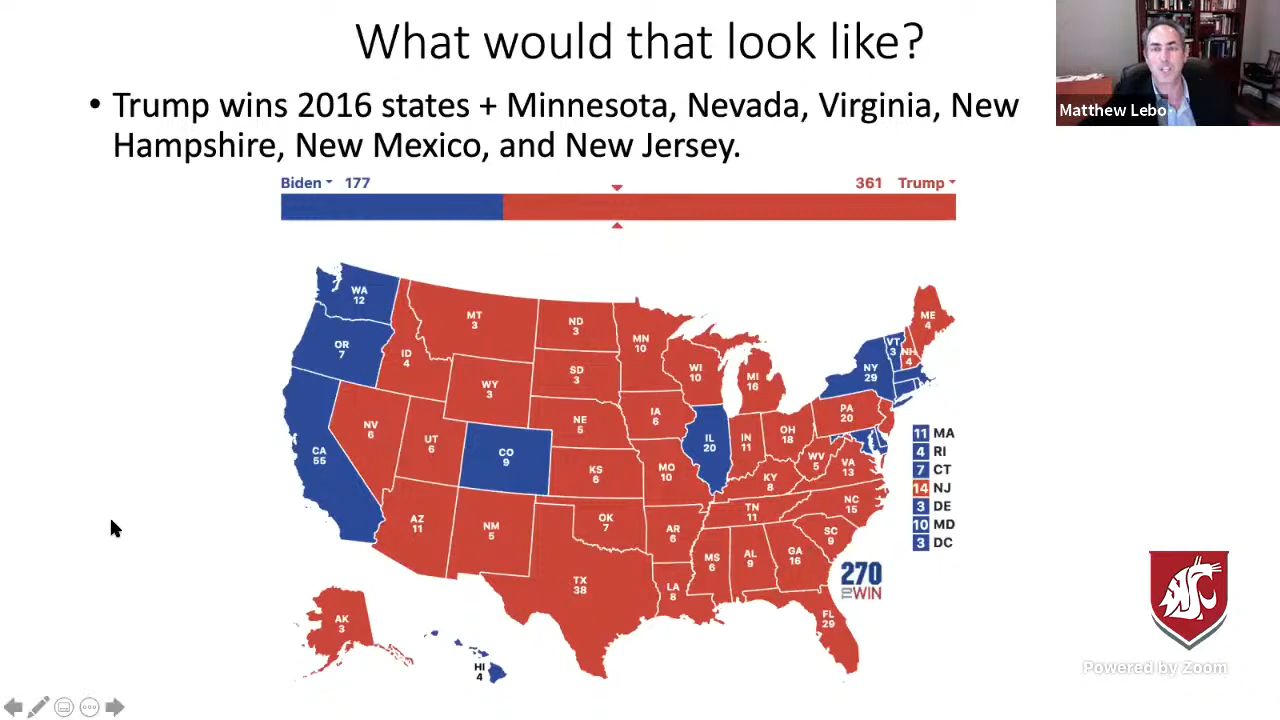 What would that look like?
• Trump wins 2016 states + Minnesota, Nevada, Virginia, New
Hampshire, New Mexico, and New Jersey.
Matthew Lebo
Biden 177
361 Trump
WA
12
OR
7
CA
55
ID
4
NV
6
MT
3
WY
3
UT
6
CO
9
AZ
11
NM
5
ND
3
SD
3
NE
5
KS
6
OK
7
TX
38
MN
10
IA
6
MO
10
AR
6
LA
8
WI
10
IL
20
MI
16
IN
11
OH
18
KY
8
TN
11
MS
6
AL
9
GA
16
FL
29
SC
9
NC
15
VA
13
WV
5
PA
20
NY
29
VT
3
NH
4
ME
4
AK
3
HI
4
11 MA
4 RI
7 CT
14 NJ
3 DE
10 MD
3 DC
270
TO WIN
Powered by Zoom